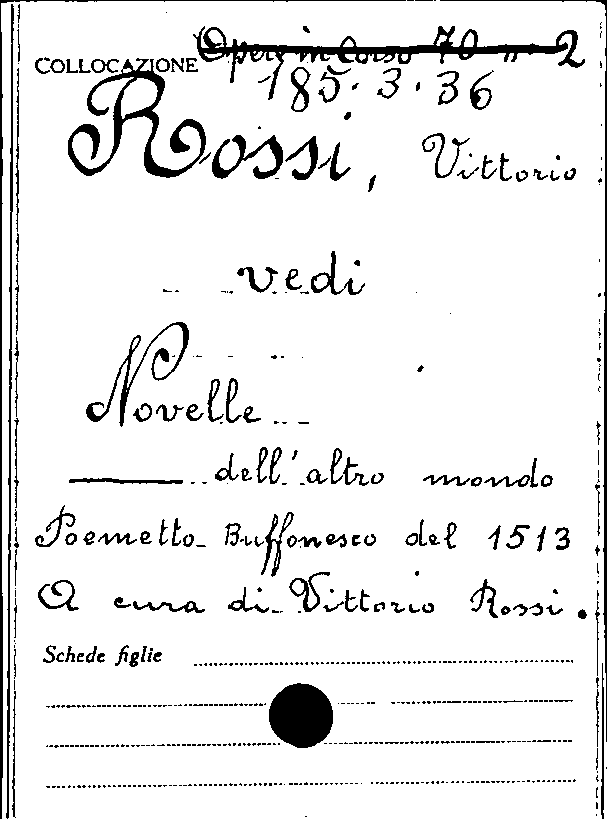 COLLOCAZIONE Opere in Corso 70 n. 2
185.3.36
Rossi, Vittorio
vedi
Novelle
——— dell'altro mondo
Poemetto Buffonesco del 1513
A cura di Vittorio Rossi.
Schede figlie